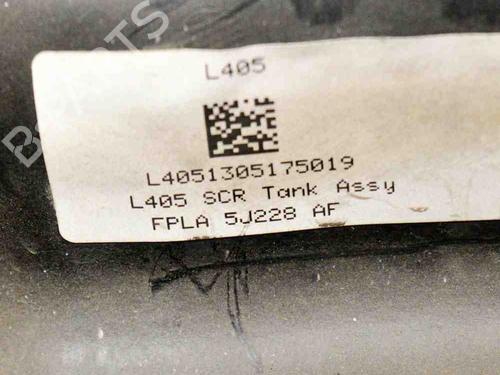 L405
L4051305175019
L405 SCR Tank Assy
FPLA 5J228 AF